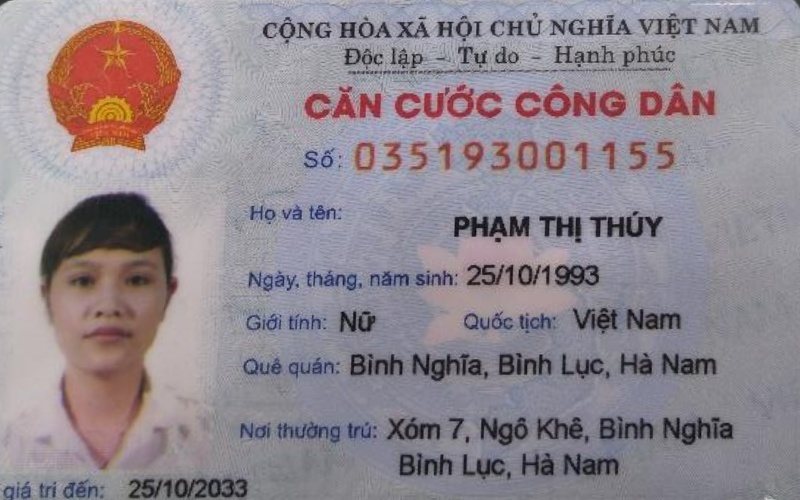 CỘNG HÒA XÃ HỘI CHỦ NGHĨA VIỆT NAM
Độc lập – Tự do – Hạnh phúc
CĂN CƯỚC CÔNG DÂN
Số: 035193001155
Họ và tên: PHẠM THỊ THÚY
Ngày, tháng, năm sinh: 25/10/1993
Giới tính: Nữ Quốc tịch: Việt Nam
Quê quán: Bình Nghĩa, Bình Lục, Hà Nam
Nơi thường trú: Xóm 7, Ngô Khê, Bình Nghĩa
Bình Lục, Hà Nam
giá trị đến: 25/10/2033